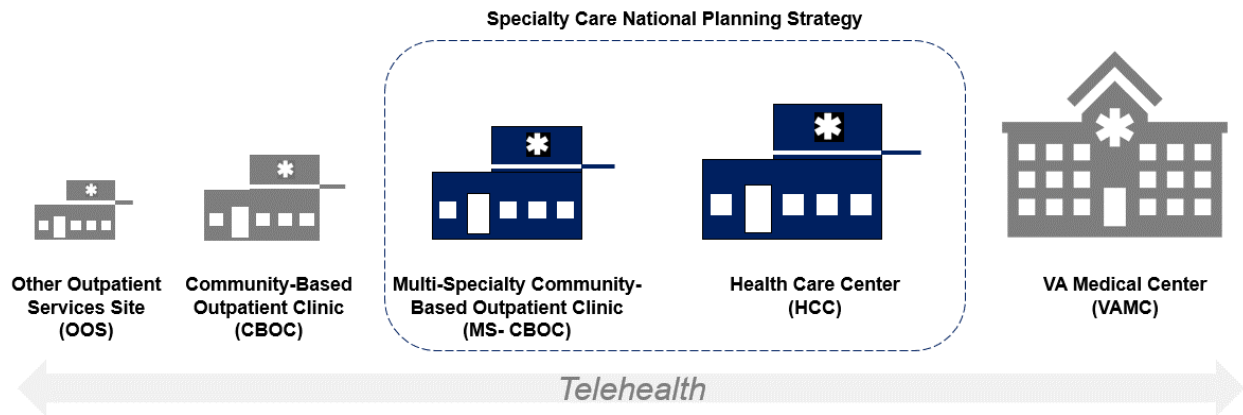 Specialty Care National Planning Strategy
Other Outpatient
Services Site
(OOS)
Community-Based
Outpatient Clinic
(CBOC)
Multi-Specialty Community-
Based Outpatient Clinic
(MS- CBOC)
Health Care Center
(HCC)
VA Medical Center
(VAMC)
Telehealth